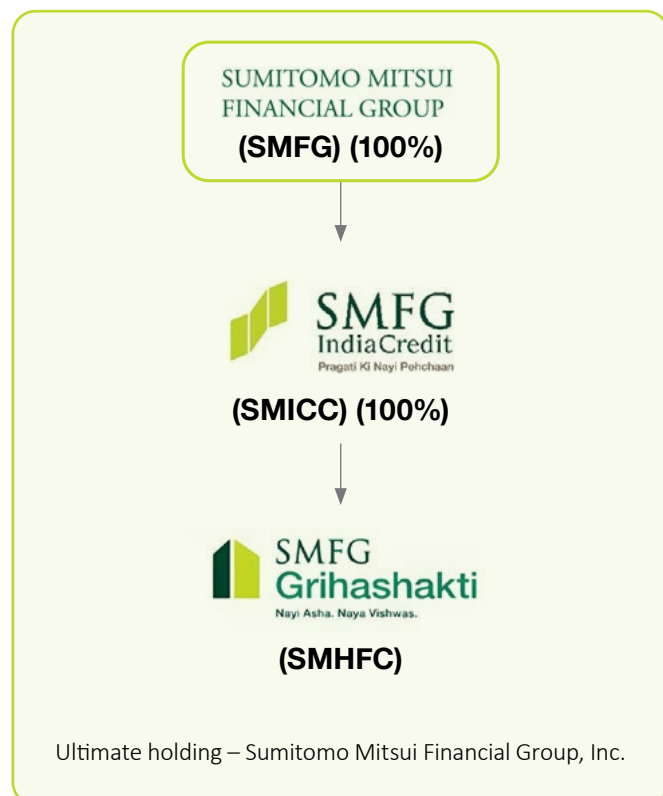 SUMITOMO MITSUI
FINANCIAL GROUP
(SMFG) (100%)
SMFG
IndiaCredit
Pragati Ki Nayi Pehchaan
(SMICC) (100%)
SMFG
Grihashakti
Nayi Asha. Naya Vishwas.
(SMHFC)
Ultimate holding – Sumitomo Mitsui Financial Group, Inc.